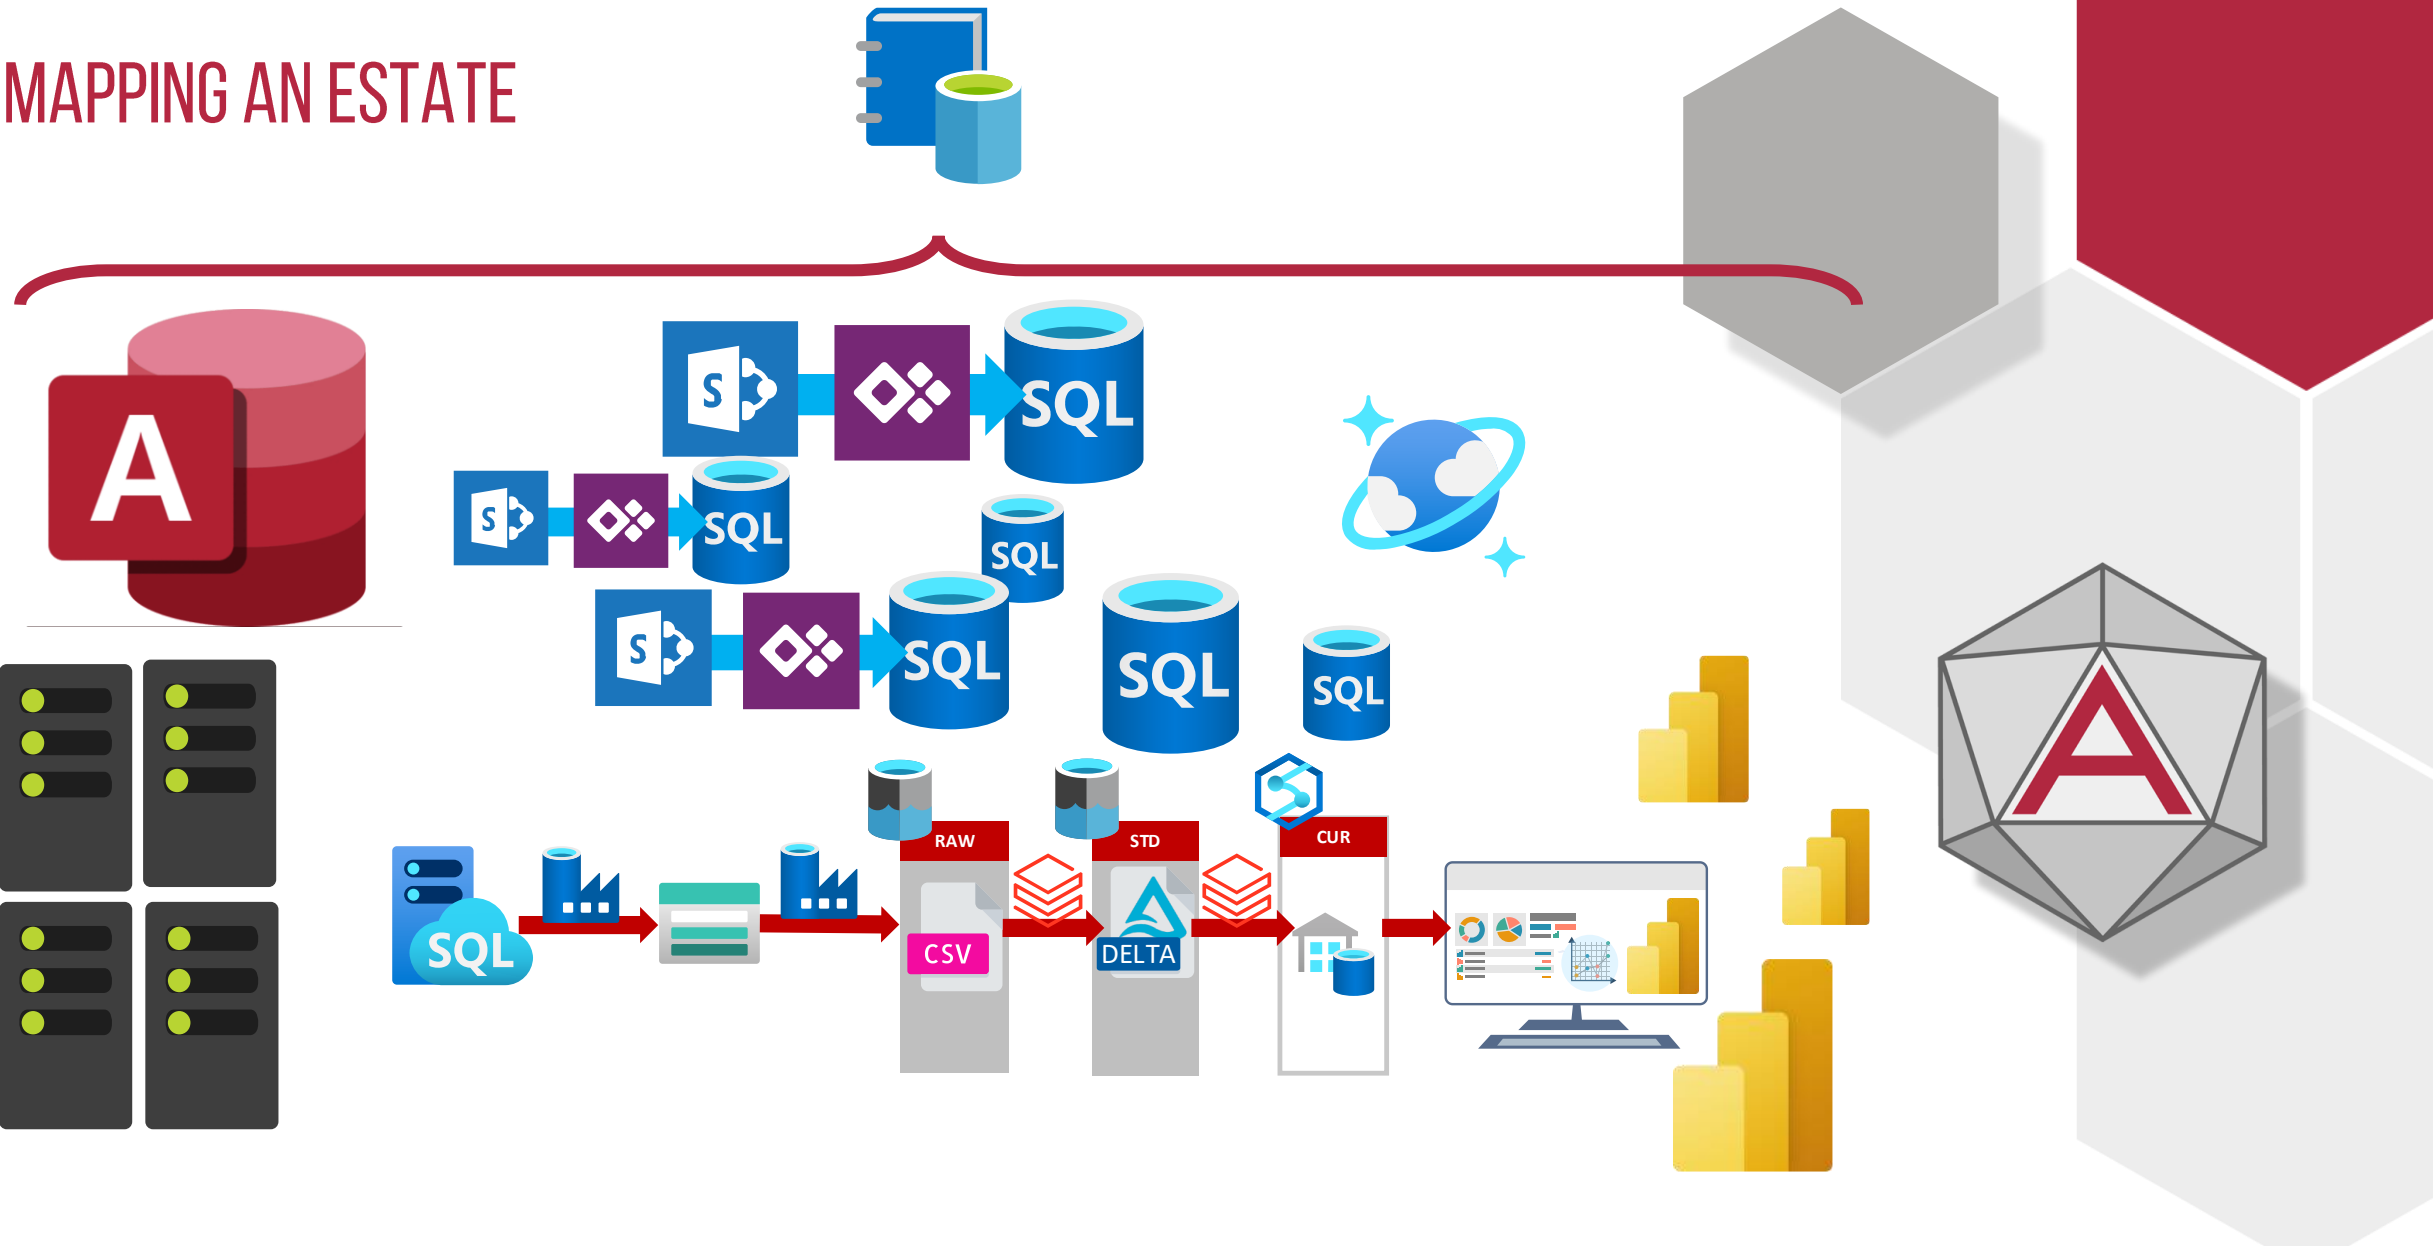 MAPPING AN ESTATE
A
S
SQL
S
SQL
SQL
S
SQL
SQL
SQL
RAW
STD
CUR
SQL
CSV
DELTA
A